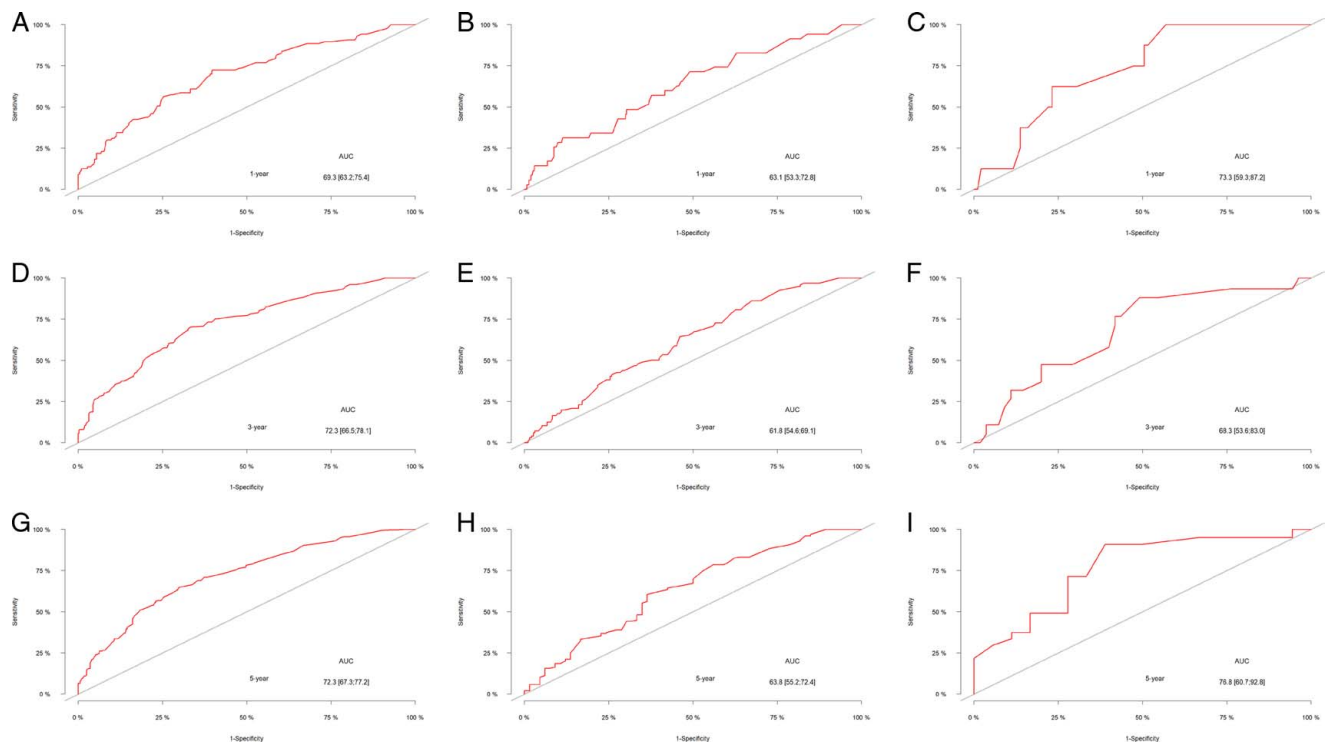 A
100 %
75 %
50 %
25 %
0 %
Sensitivity
AUC
1-year 69.3 [63.2;75.4]
0 % 25 % 50 % 75 % 100 %
1-Specificity
B
100 %
75 %
50 %
25 %
0 %
Sensitivity
AUC
1-year 63.1 [53.3;72.8]
0 % 25 % 50 % 75 % 100 %
1-Specificity
C
100 %
75 %
50 %
25 %
0 %
Sensitivity
AUC
1-year 73.3 [59.3;87.2]
0 % 25 % 50 % 75 % 100 %
1-Specificity
D
100 %
75 %
50 %
25 %
0 %
Sensitivity
AUC
3-year 72.3 [66.5;78.1]
0 % 25 % 50 % 75 % 100 %
1-Specificity
E
100 %
75 %
50 %
25 %
0 %
Sensitivity
AUC
3-year 61.8 [54.6;69.1]
0 % 25 % 50 % 75 % 100 %
1-Specificity
F
100 %
75 %
50 %
25 %
0 %
Sensitivity
AUC
3-year 68.3 [53.6;83.0]
0 % 25 % 50 % 75 % 100 %
1-Specificity
G
100 %
75 %
50 %
25 %
0 %
Sensitivity
AUC
5-year 72.3 [67.3;77.2]
0 % 25 % 50 % 75 % 100 %
1-Specificity
H
100 %
75 %
50 %
25 %
0 %
Sensitivity
AUC
5-year 63.8 [55.2;72.4]
0 % 25 % 50 % 75 % 100 %
1-Specificity
I
100 %
75 %
50 %
25 %
0 %
Sensitivity
AUC
5-year 76.8 [60.7;92.8]
0 % 25 % 50 % 75 % 100 %
1-Specificity